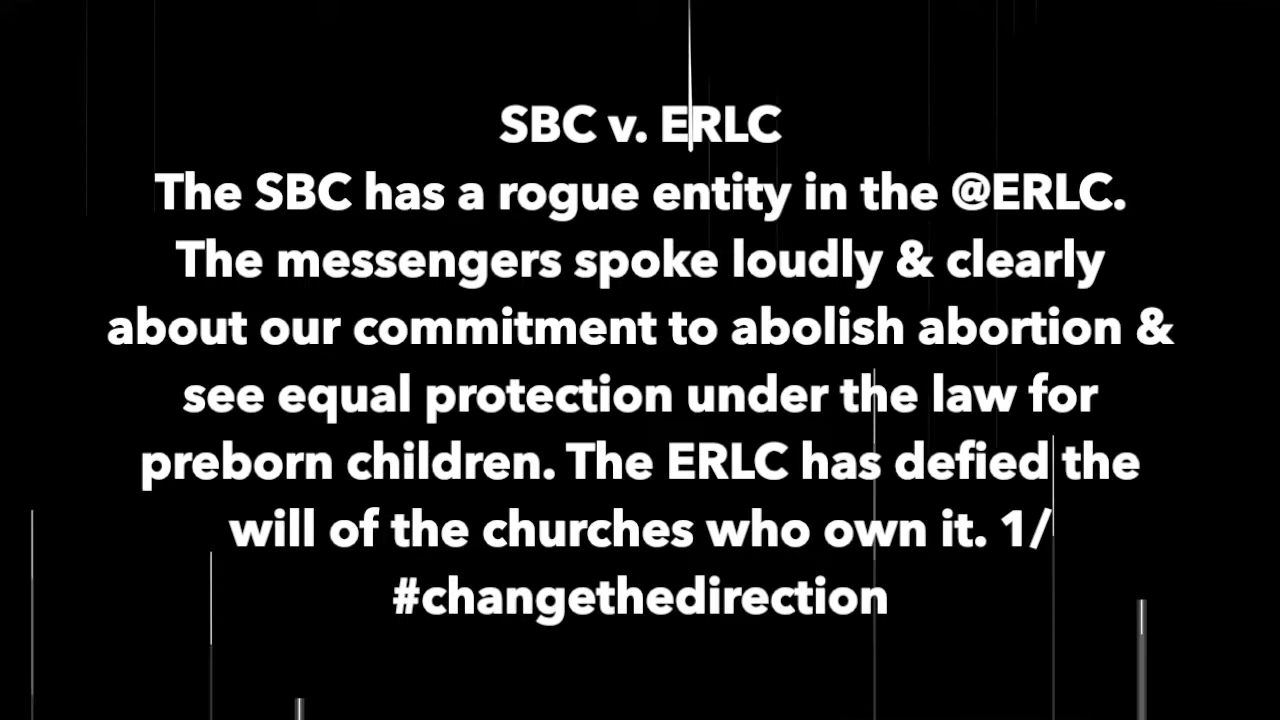 SBC v. ERLC
The SBC has a rogue entity in the @ERLC.
The messengers spoke loudly & clearly
about our commitment to abolish abortion &
see equal protection under the law for
preborn children. The ERLC has defied the
will of the churches who own it. 1/
#changethedirection